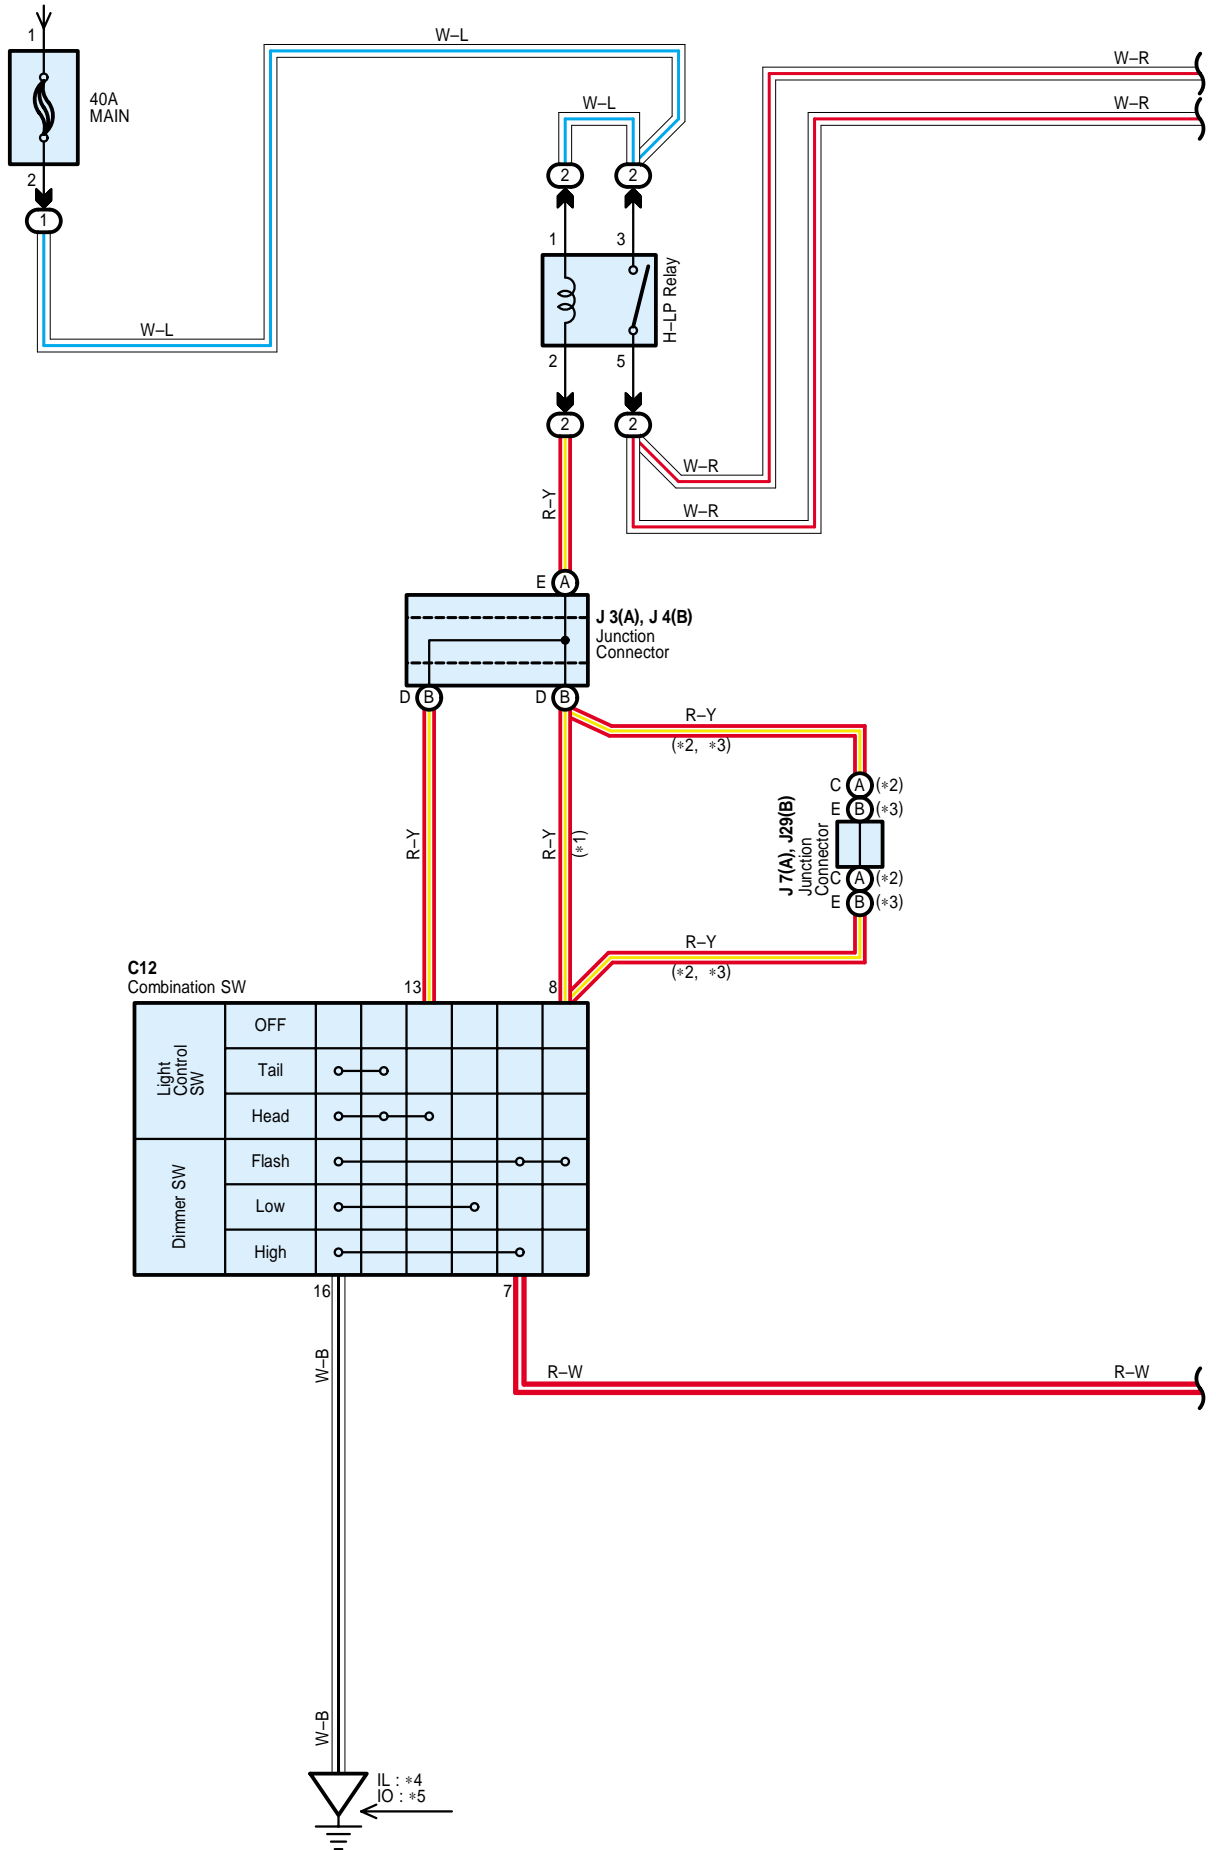 1
40A
MAIN
2
1
W–L
W–L
W–L
2
2
1
3
H–LP Relay
2
5
2
2
W–R
W–R
W–R
W–R
R–Y
E
A
J 3(A), J 4(B)
Junction
Connector
D
B
D
B
R–Y
(∗2, ∗3)
C
A
(∗2)
E
B
(∗3)
J 7(A), J29(B)
Junction
Connector
C
A
(∗2)
E
B
(∗3)
R–Y
R–Y
(∗1)
R–Y
(∗2, ∗3)
C12
Combination SW
13
8
Light
Control
SW
OFF
Tail
Head
Dimmer SW
Flash
Low
High
16
7
W–B
R–W
R–W
W–B
IL : ∗4
IO : ∗5